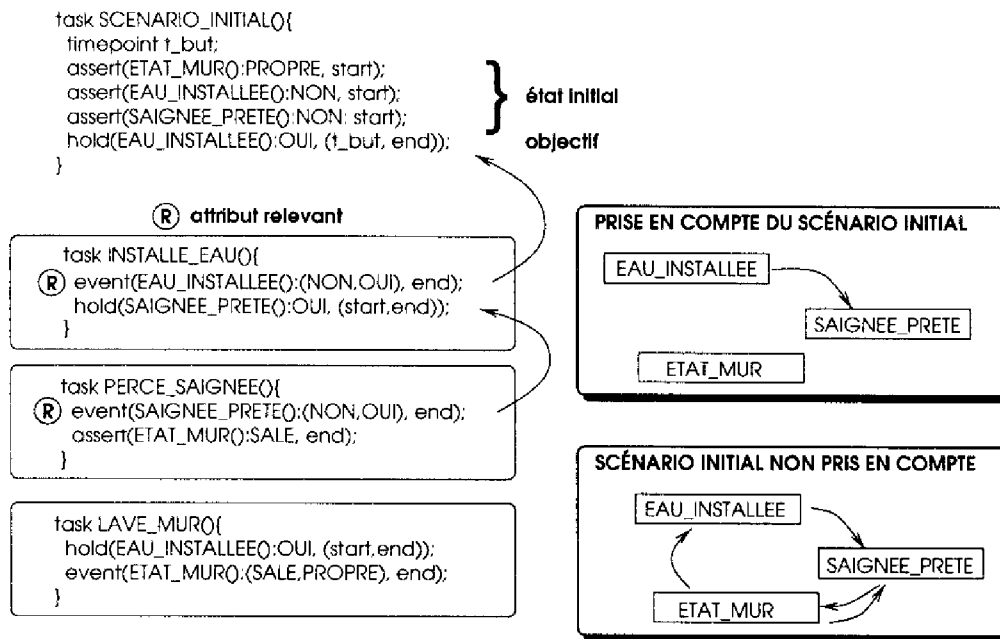 task SCENARIO_INITIAL(){
timepoint t_but;
assert(ETAT_MUR():PROPRE, start);
assert(EAU_INSTALLEE():NON, start);
assert(SAIGNEE_PRETE():NON: start);
hold(EAU_INSTALLEE():OUI, (t_but, end));
}
état initial
objectif
R attribut relevant
task INSTALLE_EAU(){
R event(EAU_INSTALLEE():(NON,OUI), end);
hold(SAIGNEE_PRETE():OUI, (start,end));
}
task PERCE_SAIGNEE(){
R event(SAIGNEE_PRETE():(NON,OUI), end);
assert(ETAT_MUR():SALE, end);
}
task LAVE_MUR(){
hold(EAU_INSTALLEE():OUI, (start,end));
event(ETAT_MUR():(SALE,PROPRE), end);
}
PRISE EN COMPTE DU SCÉNARIO INITIAL
EAU_INSTALLEE
SAIGNEE_PRETE
ETAT_MUR
SCÉNARIO INITIAL NON PRIS EN COMPTE
EAU_INSTALLEE
SAIGNEE_PRETE
ETAT_MUR